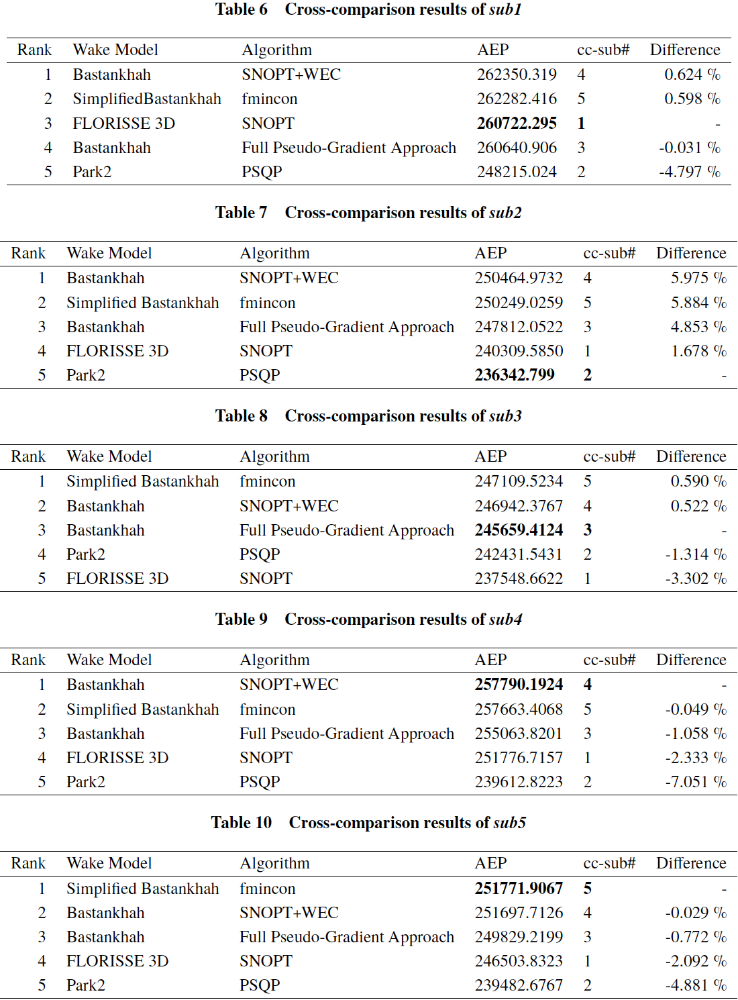 Table 6 Cross-comparison results of sub1
Rank Wake Model Algorithm AEP cc-sub# Difference
1 Bastankhah SNOPT+WEC 262350.319 4 0.624 %
2 SimplifiedBastankhah fmincon 262282.416 5 0.598 %
3 FLORISSE 3D SNOPT 260722.295 1 -
4 Bastankhah Full Pseudo-Gradient Approach 260640.906 3 -0.031 %
5 Park2 PSQP 248215.024 2 -4.797 %
Table 7 Cross-comparison results of sub2
Rank Wake Model Algorithm AEP cc-sub# Difference
1 Bastankhah SNOPT+WEC 250464.9732 4 5.975 %
2 Simplified Bastankhah fmincon 250249.0259 5 5.884 %
3 Bastankhah Full Pseudo-Gradient Approach 247812.0522 3 4.853 %
4 FLORISSE 3D SNOPT 240309.5850 1 1.678 %
5 Park2 PSQP 236342.799 2 -
Table 8 Cross-comparison results of sub3
Rank Wake Model Algorithm AEP cc-sub# Difference
1 Simplified Bastankhah fmincon 247109.5234 5 0.590 %
2 Bastankhah SNOPT+WEC 246942.3767 4 0.522 %
3 Bastankhah Full Pseudo-Gradient Approach 245659.4124 3 -
4 Park2 PSQP 242431.5431 2 -1.314 %
5 FLORISSE 3D SNOPT 237548.6622 1 -3.302 %
Table 9 Cross-comparison results of sub4
Rank Wake Model Algorithm AEP cc-sub# Difference
1 Bastankhah SNOPT+WEC 257790.1924 4 -
2 Simplified Bastankhah fmincon 257663.4068 5 -0.049 %
3 Bastankhah Full Pseudo-Gradient Approach 255063.8201 3 -1.058 %
4 FLORISSE 3D SNOPT 251776.7157 1 -2.333 %
5 Park2 PSQP 239612.8223 2 -7.051 %
Table 10 Cross-comparison results of sub5
Rank Wake Model Algorithm AEP cc-sub# Difference
1 Simplified Bastankhah fmincon 251771.9067 5 -
2 Bastankhah SNOPT+WEC 251697.7126 4 -0.029 %
3 Bastankhah Full Pseudo-Gradient Approach 249829.2199 3 -0.772 %
4 FLORISSE 3D SNOPT 246503.8323 1 -2.092 %
5 Park2 PSQP 239482.6767 2 -4.881 %